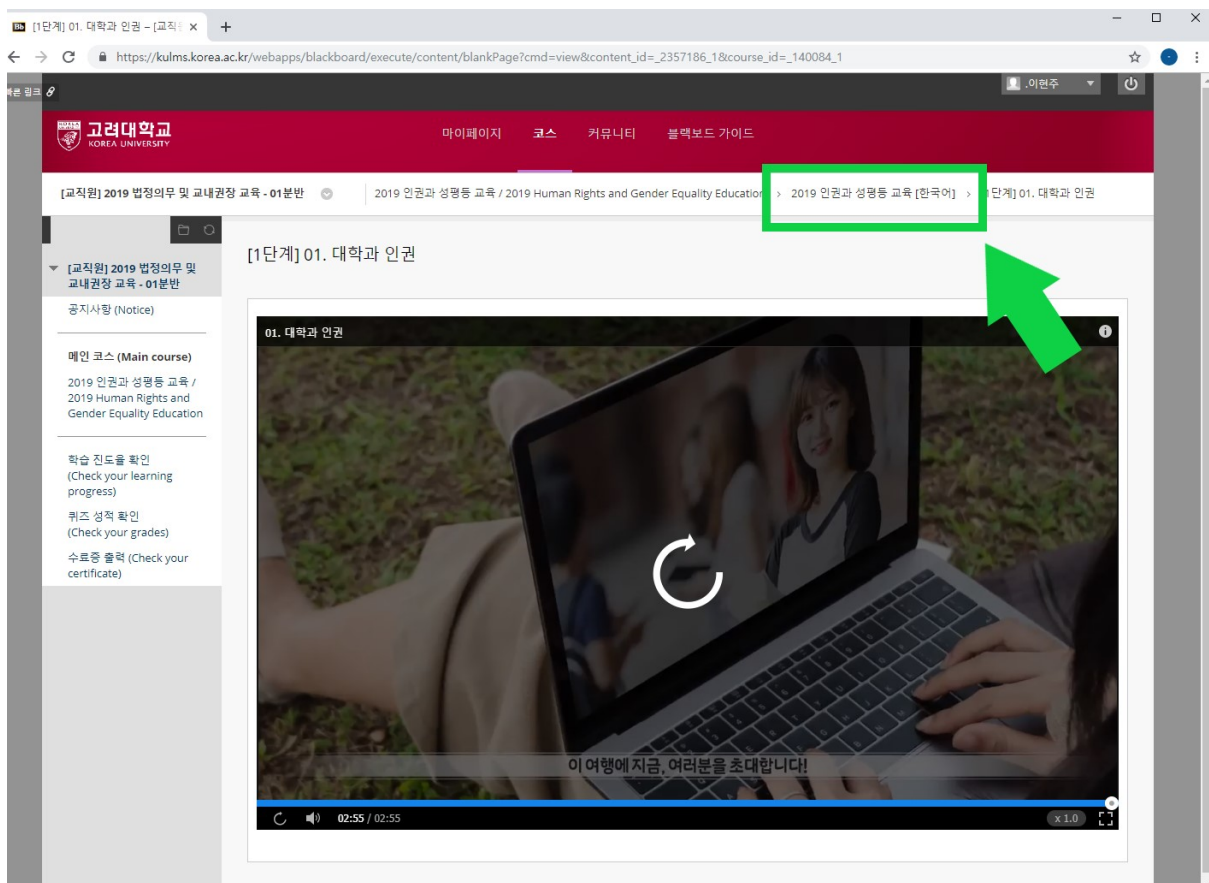 [1단계] 01. 대학과 인권 – [교직
https://kulms.korea.ac.kr/webapps/blackboard/execute/content/blankPage?cmd=view&content_id=_2357186_1&course_id=_140084_1
빠른 링크
.이현주
고려대학교
KOREA UNIVERSITY
마이페이지 코스 커뮤니티 블랙보드 가이드
[교직원] 2019 법정의무 및 교내권장 교육 - 01분반
2019 인권과 성평등 교육 / 2019 Human Rights and Gender Equality Education > 2019 인권과 성평등 교육 [한국어] > 단계] 01. 대학과 인권
[교직원] 2019 법정의무 및
교내권장 교육 - 01분반
공지사항 (Notice)
메인 코스 (Main course)
2019 인권과 성평등 교육 /
2019 Human Rights and
Gender Equality Education
학습 진도율 확인
(Check your learning
progress)
퀴즈 성적 확인
(Check your grades)
수료증 출력 (Check your
certificate)
[1단계] 01. 대학과 인권
01. 대학과 인권
이 여행에 지금, 여러분을 초대합니다!
02:55 / 02:55
x 1.0